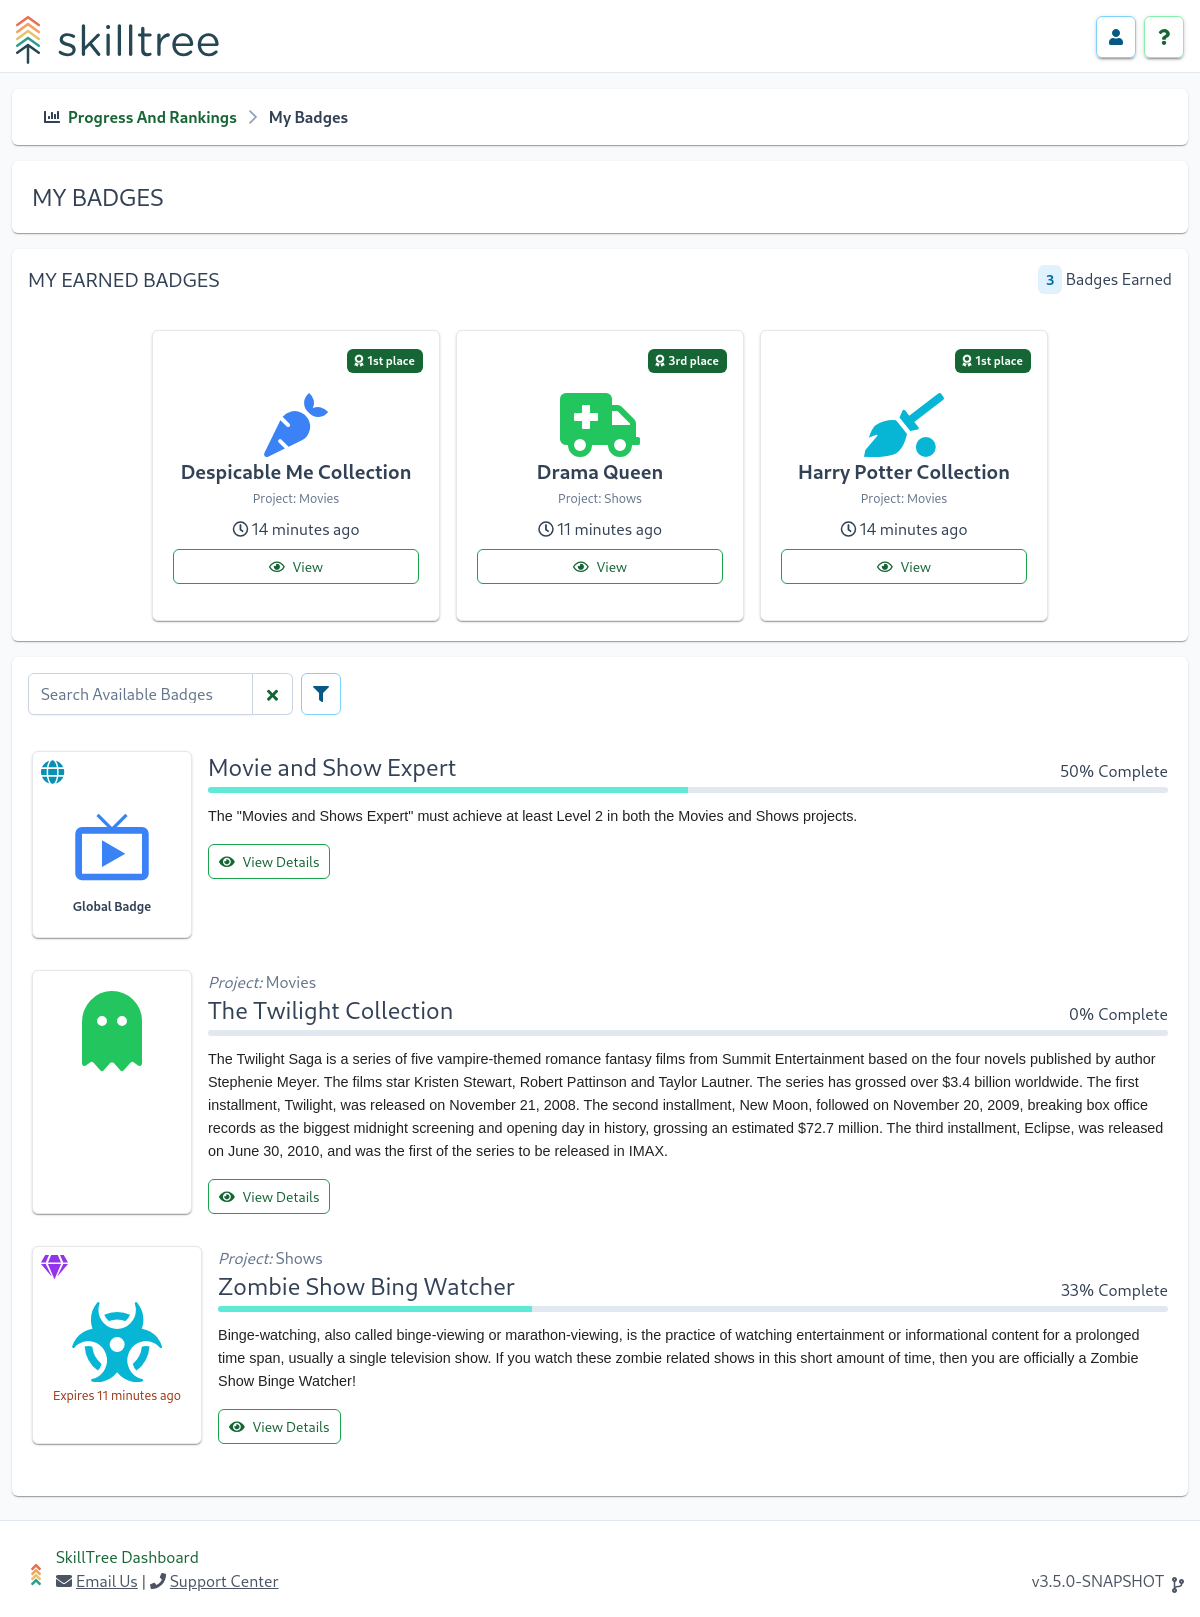 skilltree
?
Progress And Rankings > My Badges
MY BADGES
MY EARNED BADGES
3 Badges Earned
1st place
Despicable Me Collection
Project: Movies
14 minutes ago
View
3rd place
Drama Queen
Project: Shows
11 minutes ago
View
1st place
Harry Potter Collection
Project: Movies
14 minutes ago
View
Search Available Badges
Global Badge
Movie and Show Expert
50% Complete
The "Movies and Shows Expert" must achieve at least Level 2 in both the Movies and Shows projects.
View Details
Project: Movies
The Twilight Collection
0% Complete
The Twilight Saga is a series of five vampire-themed romance fantasy films from Summit Entertainment based on the four novels published by author
Stephenie Meyer. The films star Kristen Stewart, Robert Pattinson and Taylor Lautner. The series has grossed over $3.4 billion worldwide. The first
installment, Twilight, was released on November 21, 2008. The second installment, New Moon, followed on November 20, 2009, breaking box office
records as the biggest midnight screening and opening day in history, grossing an estimated $72.7 million. The third installment, Eclipse, was released
on June 30, 2010, and was the first of the series to be released in IMAX.
View Details
Expires 11 minutes ago
Project: Shows
Zombie Show Bing Watcher
33% Complete
Binge-watching, also called binge-viewing or marathon-viewing, is the practice of watching entertainment or informational content for a prolonged
time span, usually a single television show. If you watch these zombie related shows in this short amount of time, then you are officially a Zombie
Show Binge Watcher!
View Details
SkillTree Dashboard
Email Us | Support Center
v3.5.0-SNAPSHOT